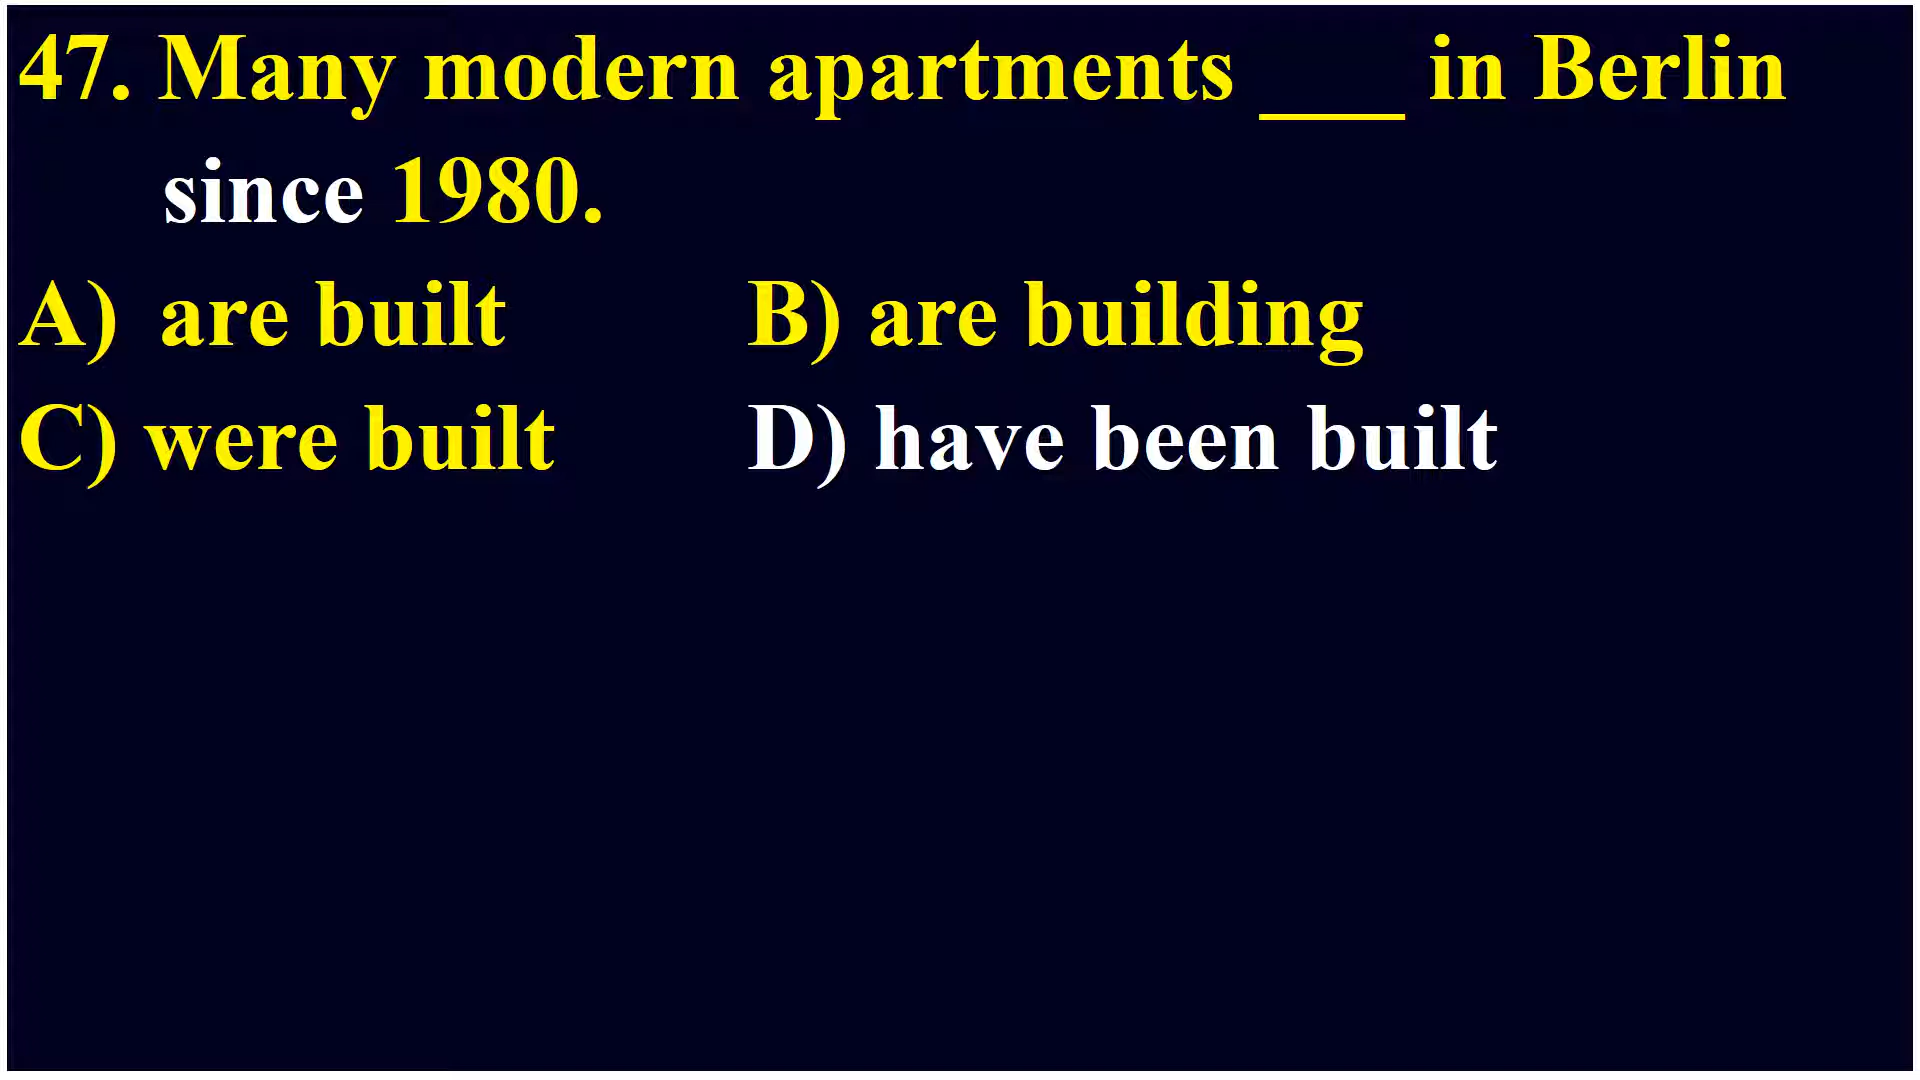 47. Many modern apartments ___ in Berlin
since 1980.
A) are built B) are building
C) were built D) have been built